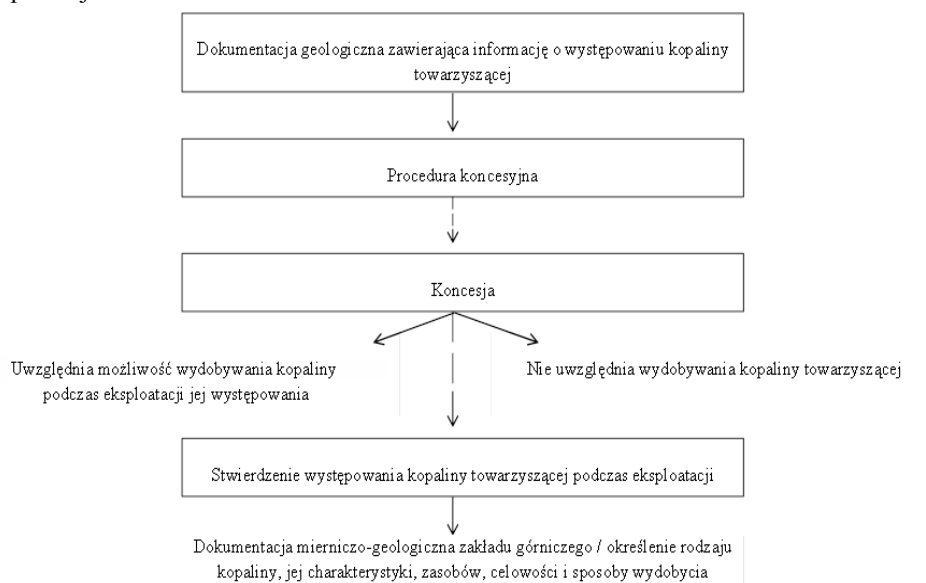 Dokumentacja geologiczna zawierająca informację o występowaniu kopaliny
towarzyszącej
Procedura koncesyjna
Koncesja
Uwzględnia możliwość wydobywania kopaliny
podczas eksploatacji jej występowania
Nie uwzględnia wydobywania kopaliny towarzyszącej
Stwierdzenie występowania kopaliny towarzyszącej podczas eksploatacji
Dokumentacja mierniczo-geologiczna zakładu górniczego / określenie rodzaju
kopaliny, jej charakterystyki, zasobów, celowości i sposoby wydobycia